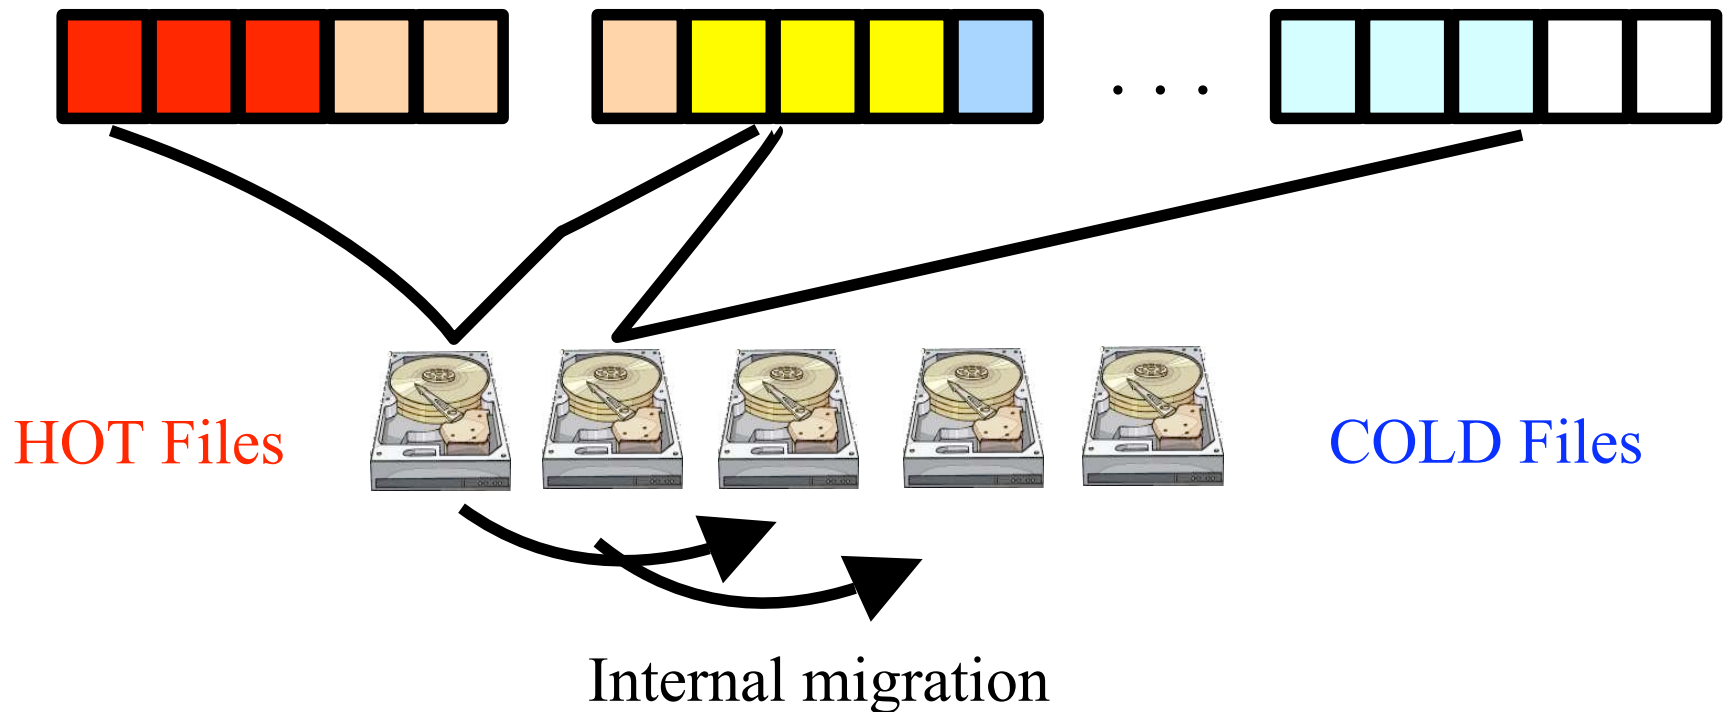 . . .
HOT Files
COLD Files
Internal migration